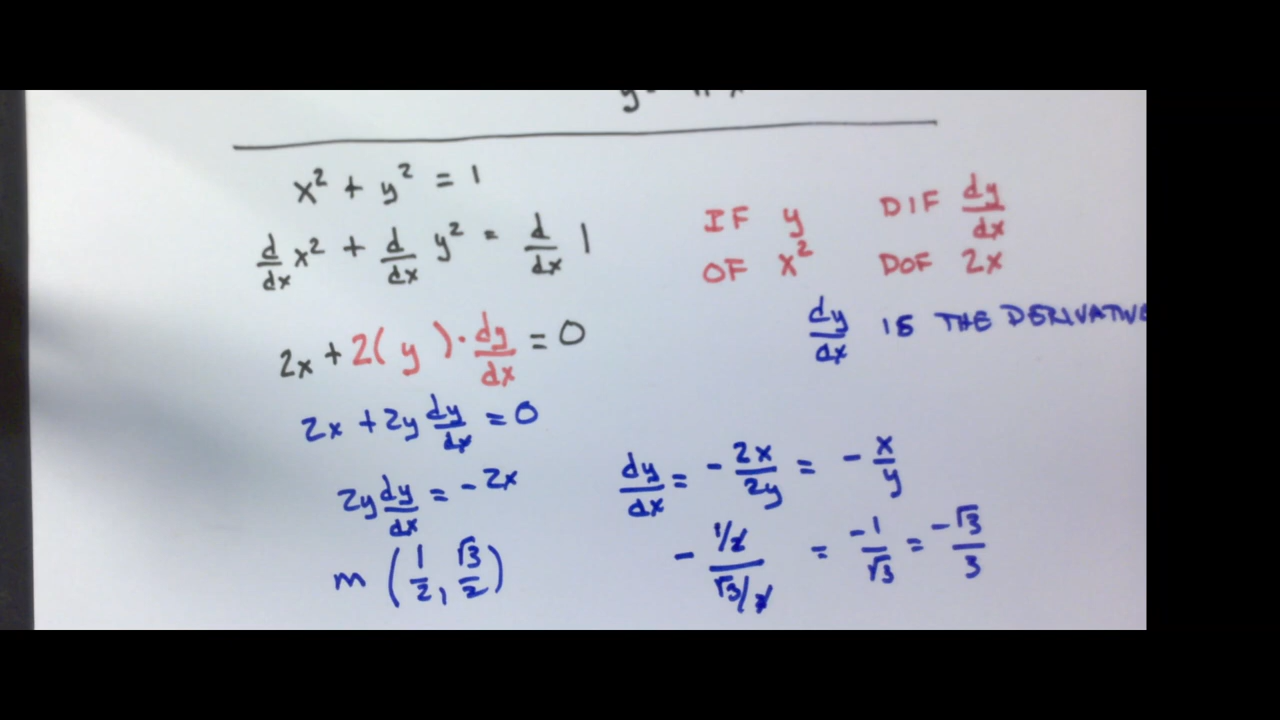 x² + y² = 1
d/dx x² + d/dx y² = d/dx 1
2x + 2( y ) · dy/dx = 0
2x + 2y dy/dx = 0
2y dy/dx = - 2x
m (1/2, √3/2)
IF y DIF dy/dx
OF x² DOF 2x
dy/dx IS THE DERIVATIVE
dy/dx = - 2x/2y = - x/y
- (1/2)/(√3/2) = -1/√3 = -√3/3